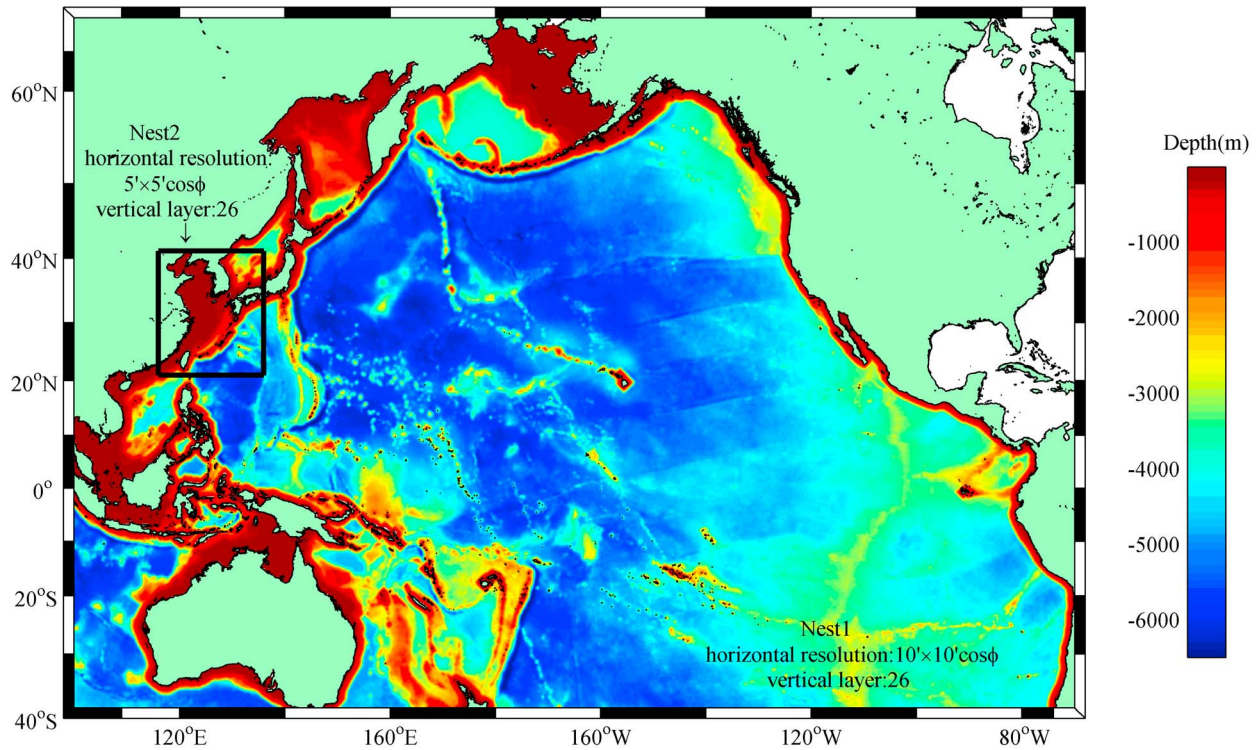 60°N
40°N
20°N
0°
20°S
40°S
120°E
160°E
160°W
120°W
80°W
Nest2
horizontal resolution:
5'×5'cosϕ
vertical layer:26
Nest1
horizontal resolution:10'×10'cosϕ
vertical layer:26
Depth(m)
-1000
-2000
-3000
-4000
-5000
-6000